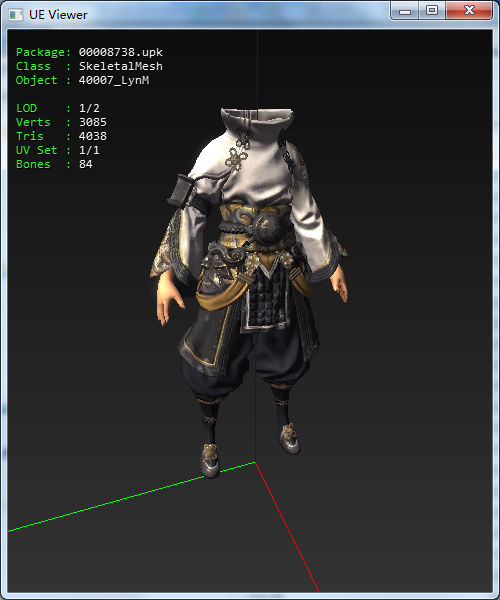 UE Viewer
Package: 00008738.upk
Class  : SkeletalMesh
Object : 40007_LynM
LOD    : 1/2
Verts  : 3085
Tris   : 4038
UV Set : 1/1
Bones  : 84